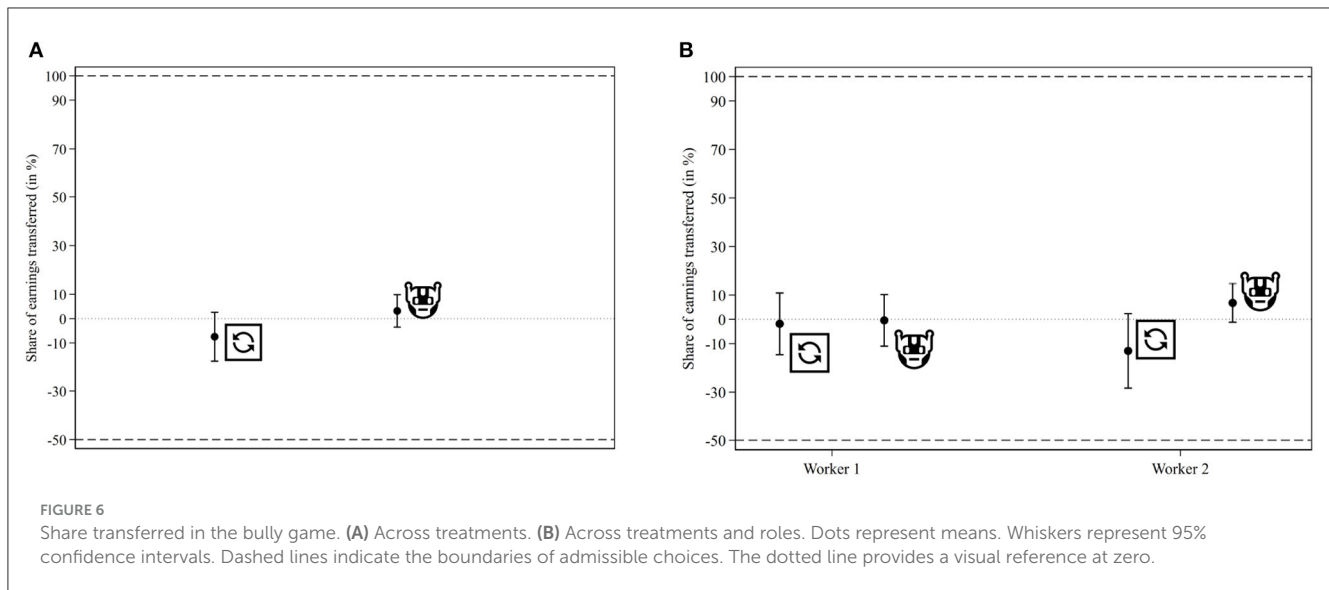 A
100
90
70
50
30
10
0
-10
-30
-50
Share of earnings transferred (in %)
B
100
90
70
50
30
10
0
-10
-30
-50
Share of earnings transferred (in %)
Worker 1
Worker 2
FIGURE 6
Share transferred in the bully game. (A) Across treatments. (B) Across treatments and roles. Dots represent means. Whiskers represent 95%
confidence intervals. Dashed lines indicate the boundaries of admissible choices. The dotted line provides a visual reference at zero.